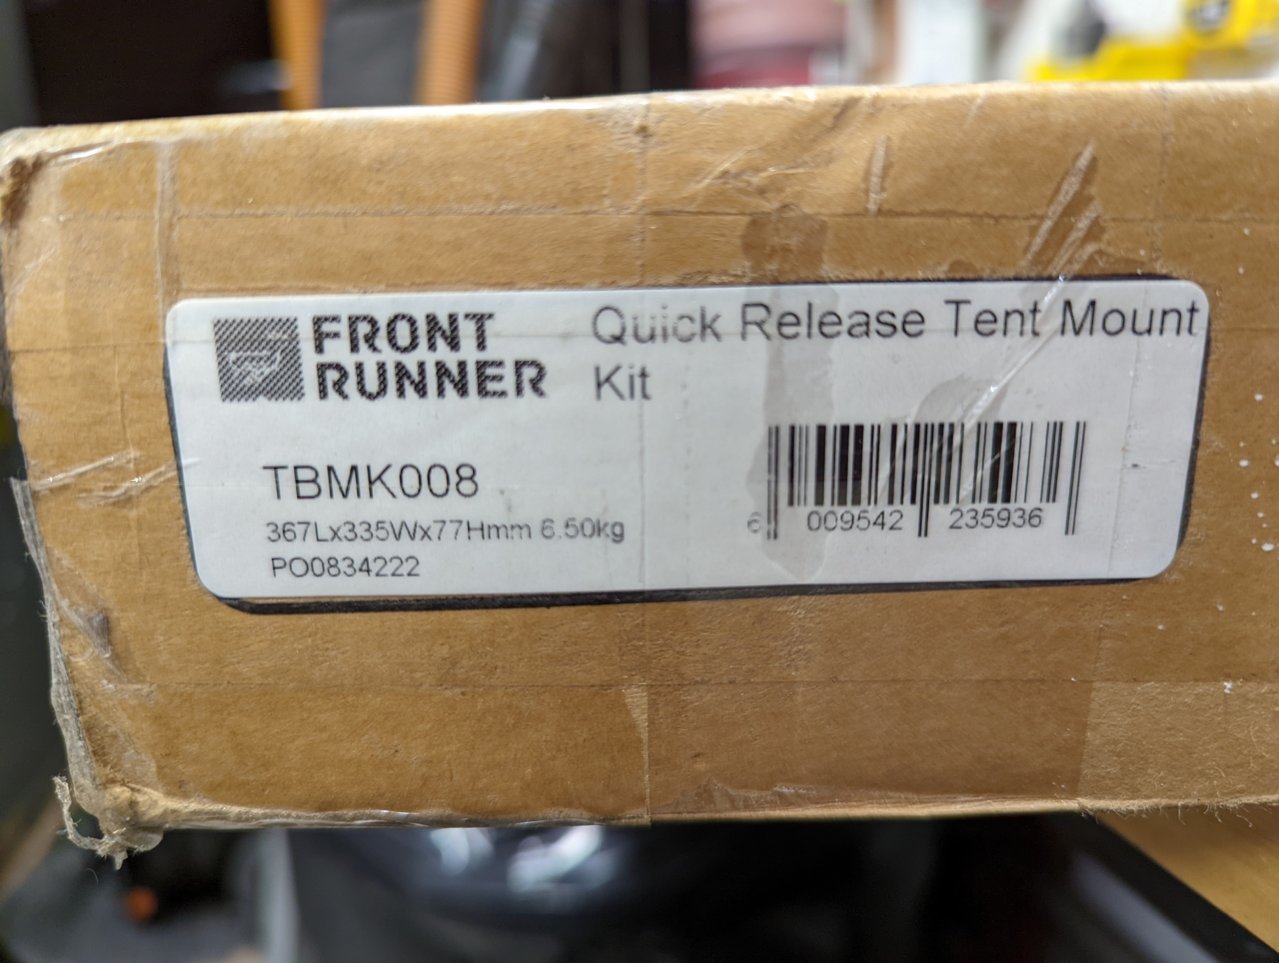 FRONT
RUNNER
Quick Release Tent Mount
Kit
TBMK008
367Lx335Wx77Hmm 6.50kg
PO0834222
6 009542 235936